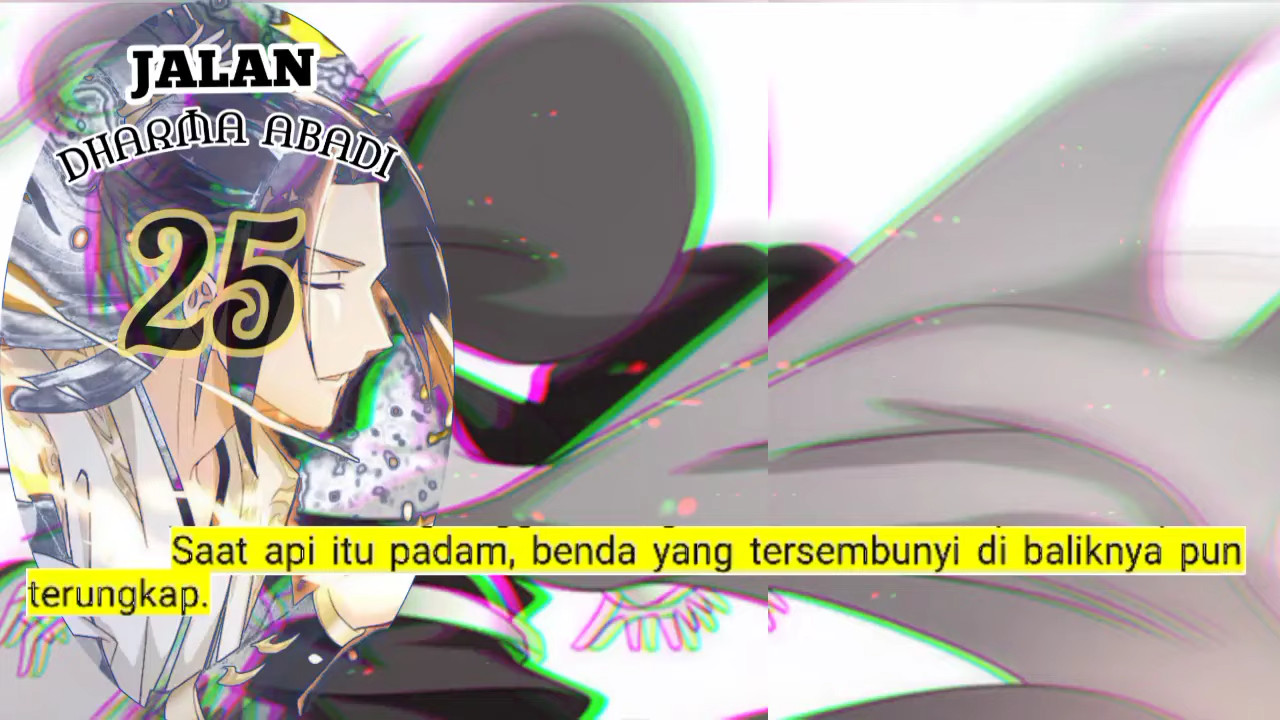 JALAN
DHARMA ABADI
25
Saat api itu padam, benda yang tersembunyi di baliknya pun
terungkap.